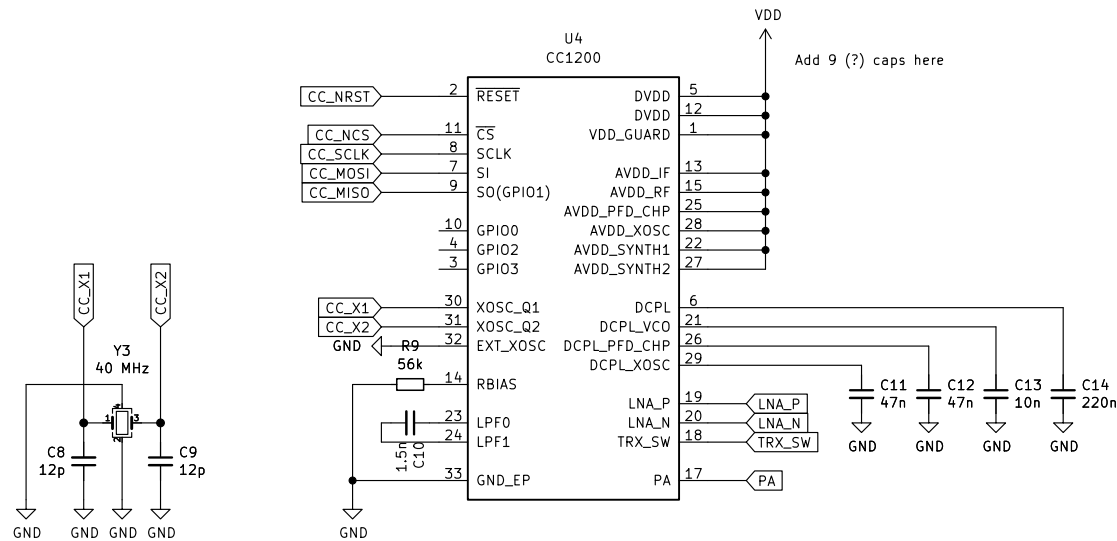 VDD
U4
CC1200
Add 9 (?) caps here
CC_NRST 2 RESET DVDD 5
DVDD 12
CC_NCS 11 CS VDD_GUARD 1
CC_SCLK 8 SCLK
CC_MOSI 7 SI AVDD_IF 13
CC_MISO 9 SO(GPIO1) AVDD_RF 15
AVDD_PFD_CHP 25
10 GPIO0 AVDD_XOSC 28
4 GPIO2 AVDD_SYNTH1 22
3 GPIO3 AVDD_SYNTH2 27
CC_X1 CC_X2
CC_X1 30 XOSC_Q1 DCPL 6
CC_X2 31 XOSC_Q2 DCPL_VCO 21
GND 32 EXT_XOSC DCPL_PFD_CHP 26
DCPL_XOSC 29
R9
56k
14 RBIAS
Y3
40 MHz
4
1 3
2
C11
47n
C12
47n
C13
10n
C14
220n
GND GND GND GND
LNA_P 19 LNA_P
23 LPF0 LNA_N 20 LNA_N
24 LPF1 TRX_SW 18 TRX_SW
1.5n
C10
C8
12p
C9
12p
33 GND_EP PA 17 PA
GND GND GND GND GND